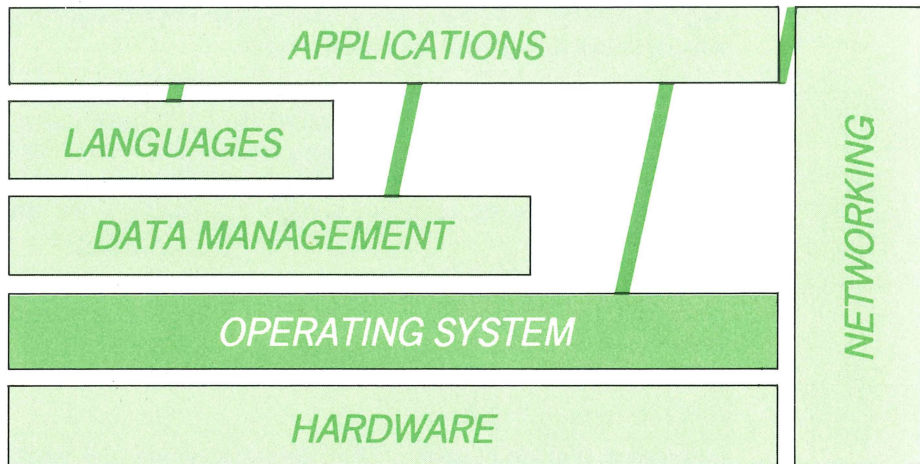 APPLICATIONS
LANGUAGES
DATA MANAGEMENT
OPERATING SYSTEM
HARDWARE
NETWORKING